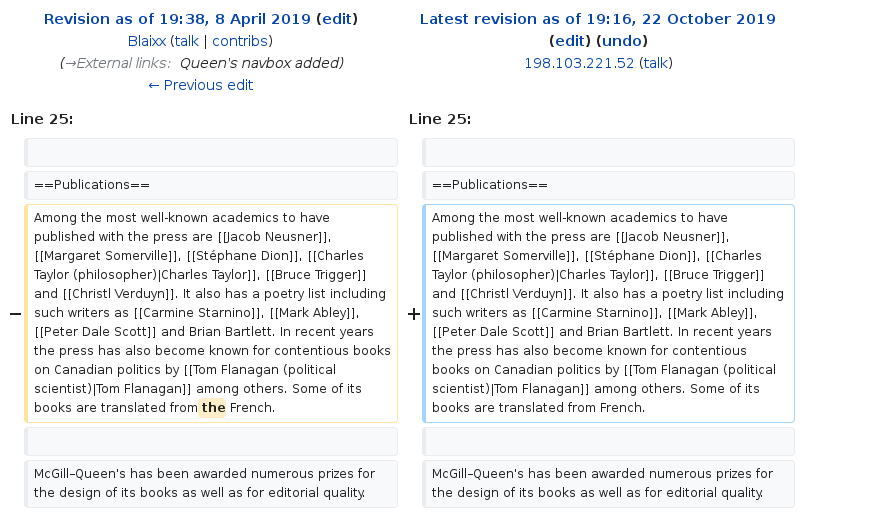 Revision as of 19:38, 8 April 2019 (edit)
Blaixx (talk | contribs)
(→External links: Queen's navbox added)
← Previous edit
Latest revision as of 19:16, 22 October 2019
(edit) (undo)
198.103.221.52 (talk)
Line 25:
Line 25:
==Publications==
==Publications==
− Among the most well-known academics to have
published with the press are [[Jacob Neusner]],
[[Margaret Somerville]], [[Stéphane Dion]], [[Charles
Taylor (philosopher)|Charles Taylor]], [[Bruce Trigger]]
and [[Christl Verduyn]]. It also has a poetry list including
such writers as [[Carmine Starnino]], [[Mark Abley]],
[[Peter Dale Scott]] and Brian Bartlett. In recent years
the press has also become known for contentious books
on Canadian politics by [[Tom Flanagan (political
scientist)|Tom Flanagan]] among others. Some of its
books are translated from the French.
+ Among the most well-known academics to have
published with the press are [[Jacob Neusner]],
[[Margaret Somerville]], [[Stéphane Dion]], [[Charles
Taylor (philosopher)|Charles Taylor]], [[Bruce Trigger]]
and [[Christl Verduyn]]. It also has a poetry list including
such writers as [[Carmine Starnino]], [[Mark Abley]],
[[Peter Dale Scott]] and Brian Bartlett. In recent years
the press has also become known for contentious
books on Canadian politics by [[Tom Flanagan (political
scientist)|Tom Flanagan]] among others. Some of its
books are translated from French.
McGill–Queen's has been awarded numerous prizes for
the design of its books as well as for editorial quality.
McGill–Queen's has been awarded numerous prizes for
the design of its books as well as for editorial quality.